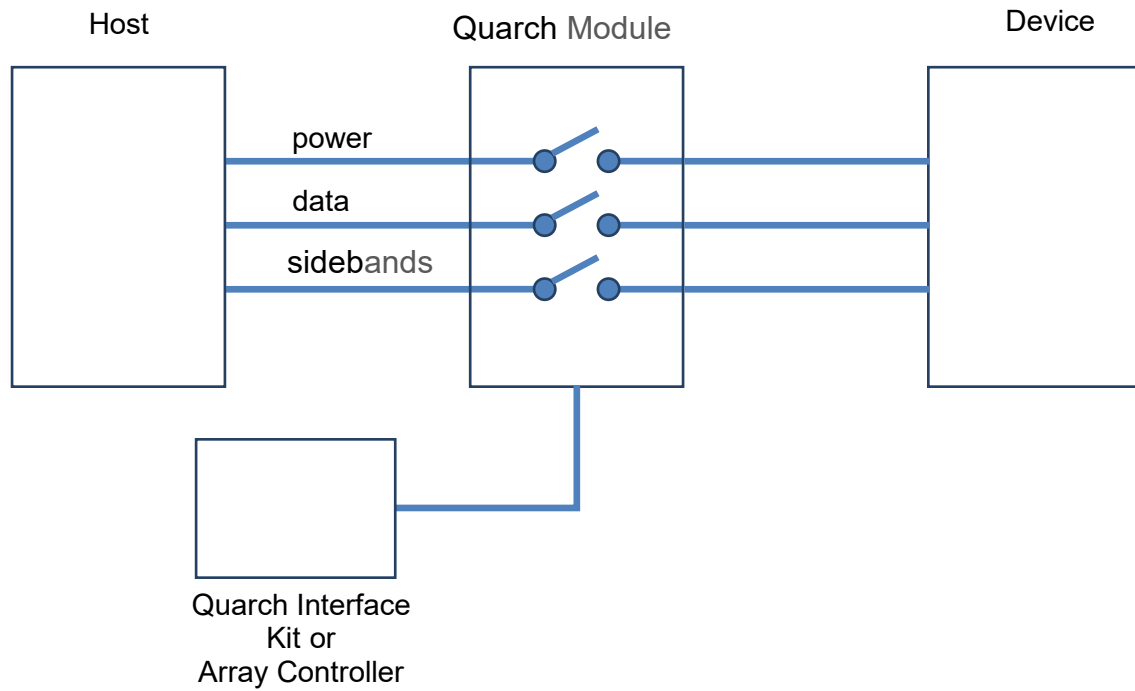 Host
Quarch Module
Device
power
data
sidebands
Quarch Interface
Kit or
Array Controller